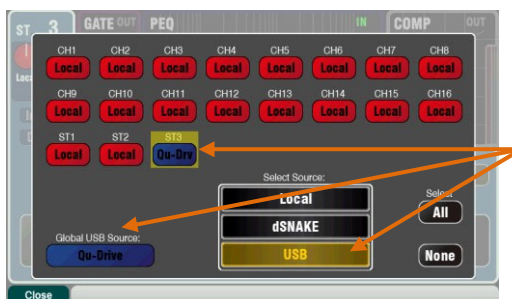 ST 3 GATE OUT PEQ IN COMP OUT
CH1 CH2 CH3 CH4 CH5 CH6 CH7 CH8
Local Local Local Local Local Local Local Local
CH9 CH10 CH11 CH12 CH13 CH14 CH15 CH16
Local Local Local Local Local Local Local Local
ST1 ST2 ST3
Local Local Qu-Drv
Select Source:
Local
dSNAKE
USB
Select
All
None
Global USB Source:
Qu-Drive
Close